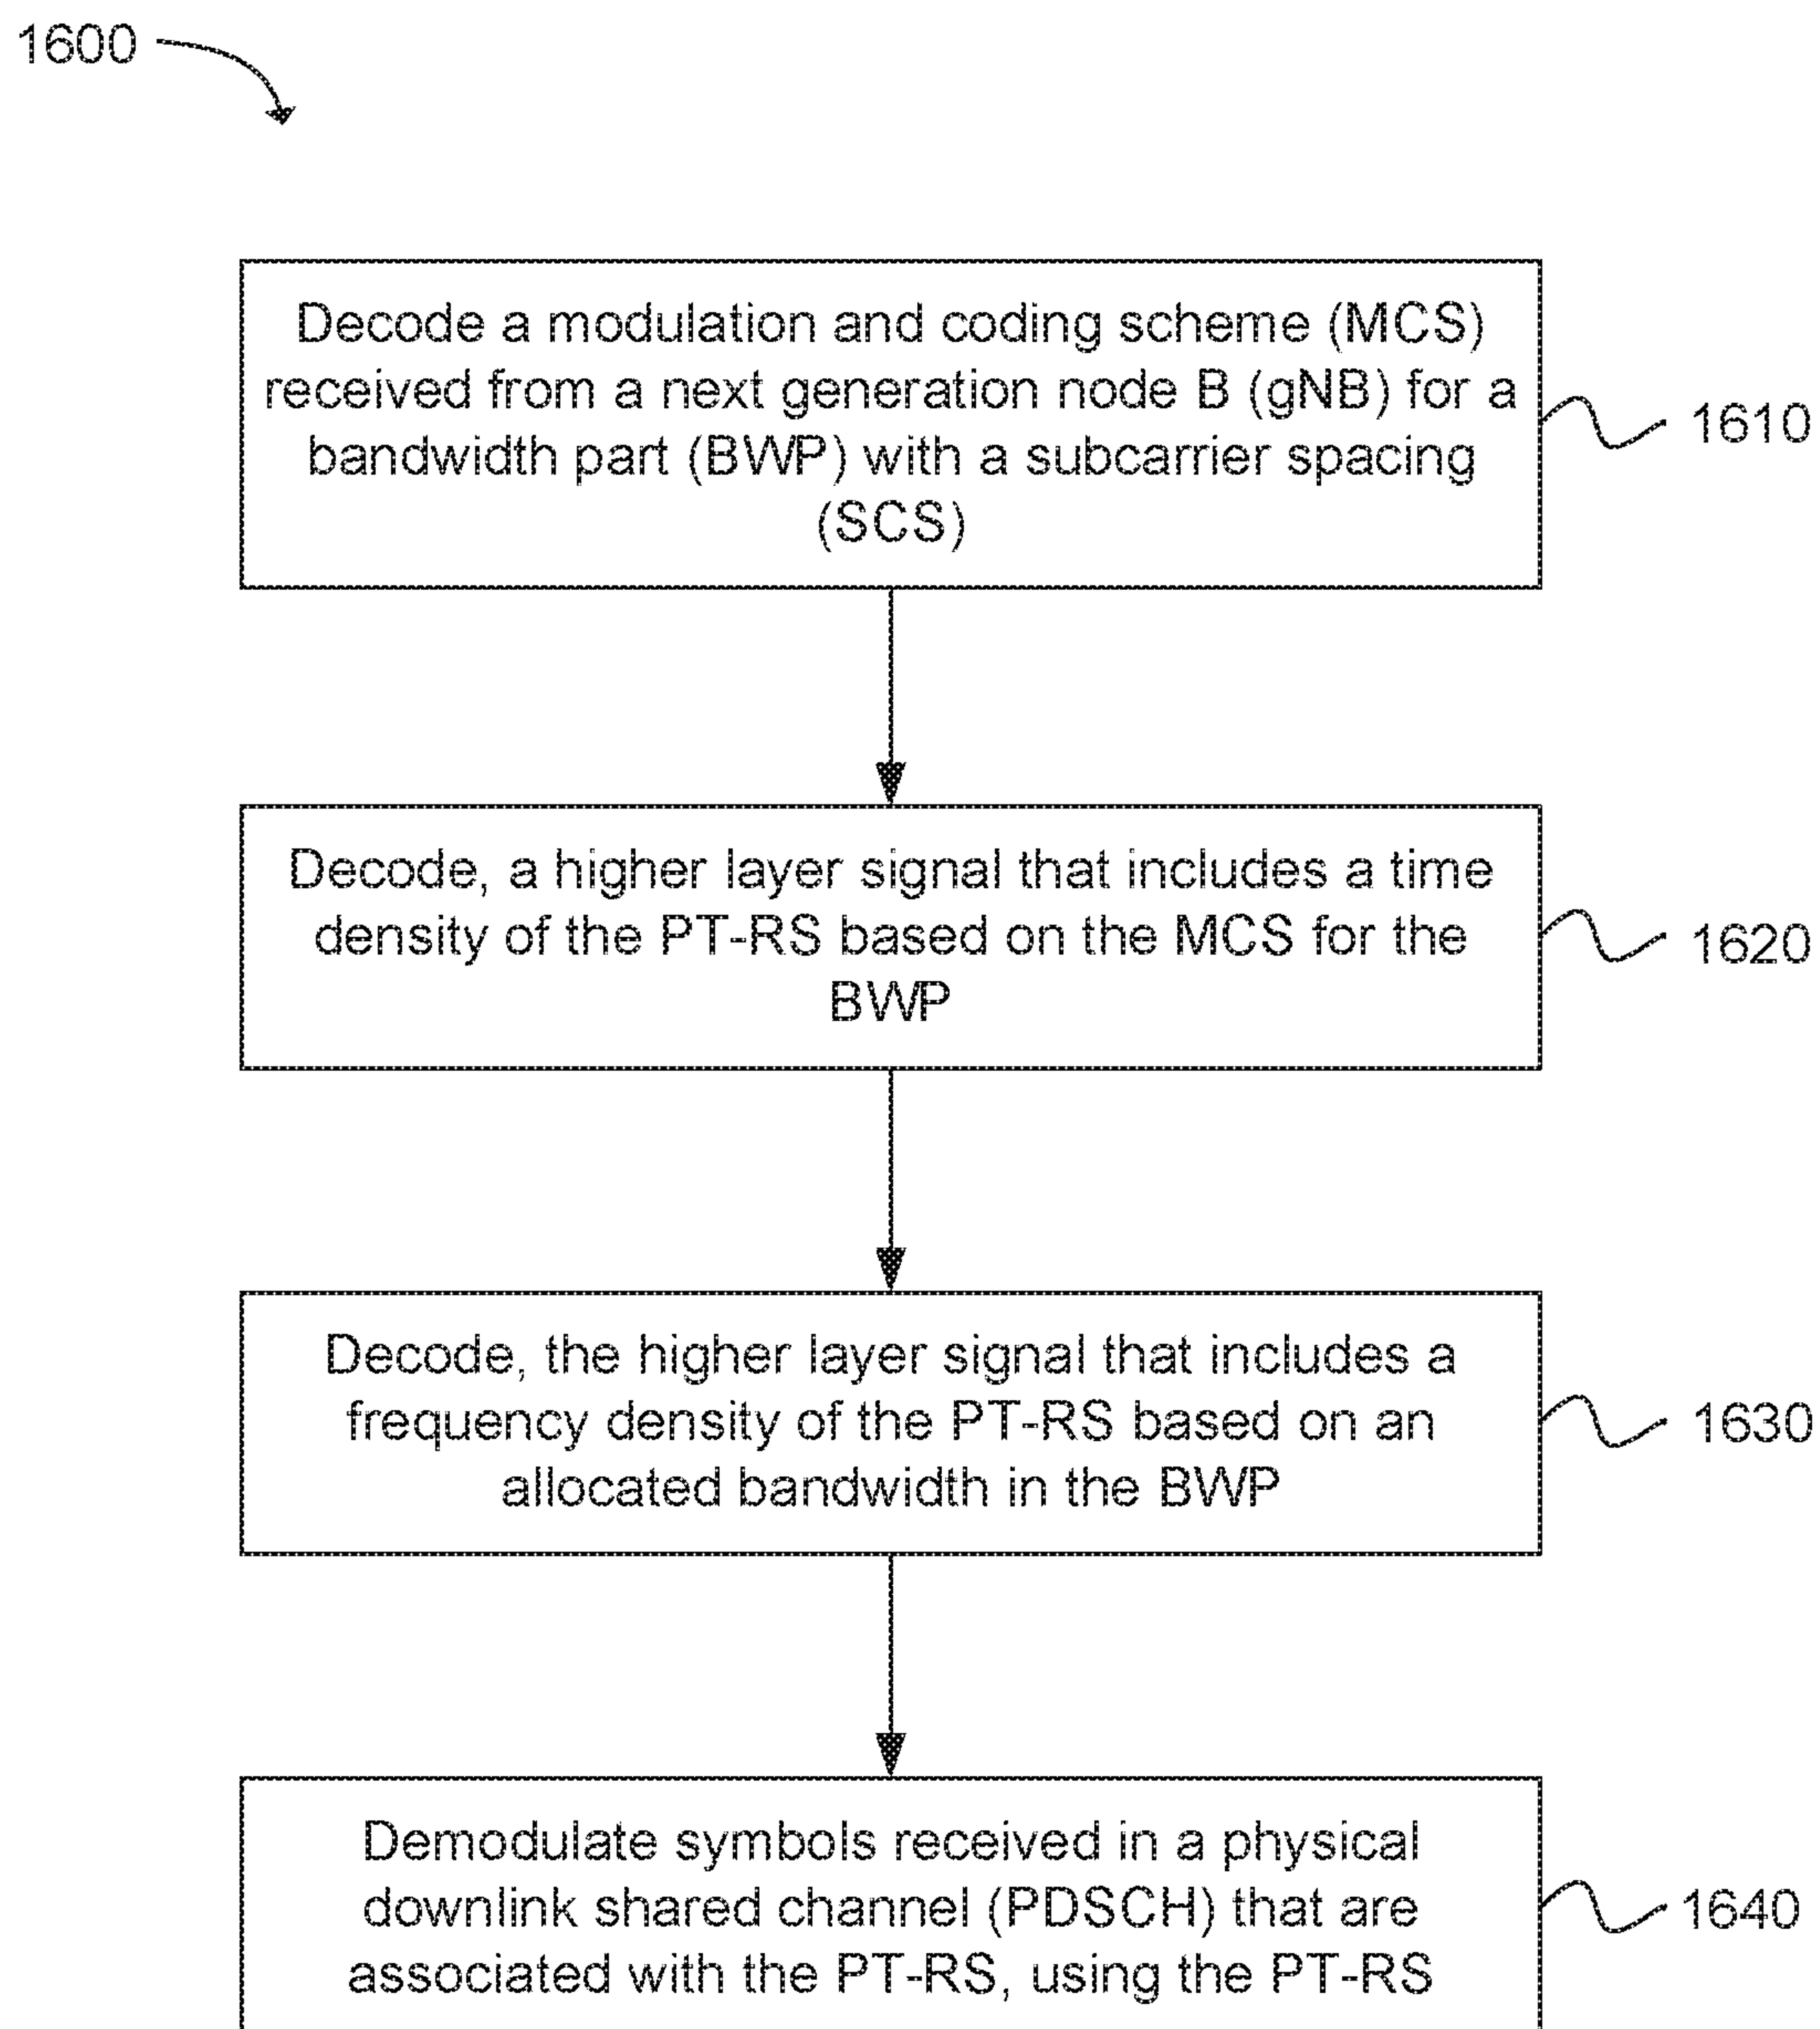 1600
Decode a modulation and coding scheme (MCS)
received from a next generation node B (gNB) for a
bandwidth part (BWP) with a subcarrier spacing
(SCS)
1610
Decode, a higher layer signal that includes a time
density of the PT-RS based on the MCS for the
BWP
1620
Decode, the higher layer signal that includes a
frequency density of the PT-RS based on an
allocated bandwidth in the BWP
1630
Demodulate symbols received in a physical
downlink shared channel (PDSCH) that are
associated with the PT-RS, using the PT-RS
1640